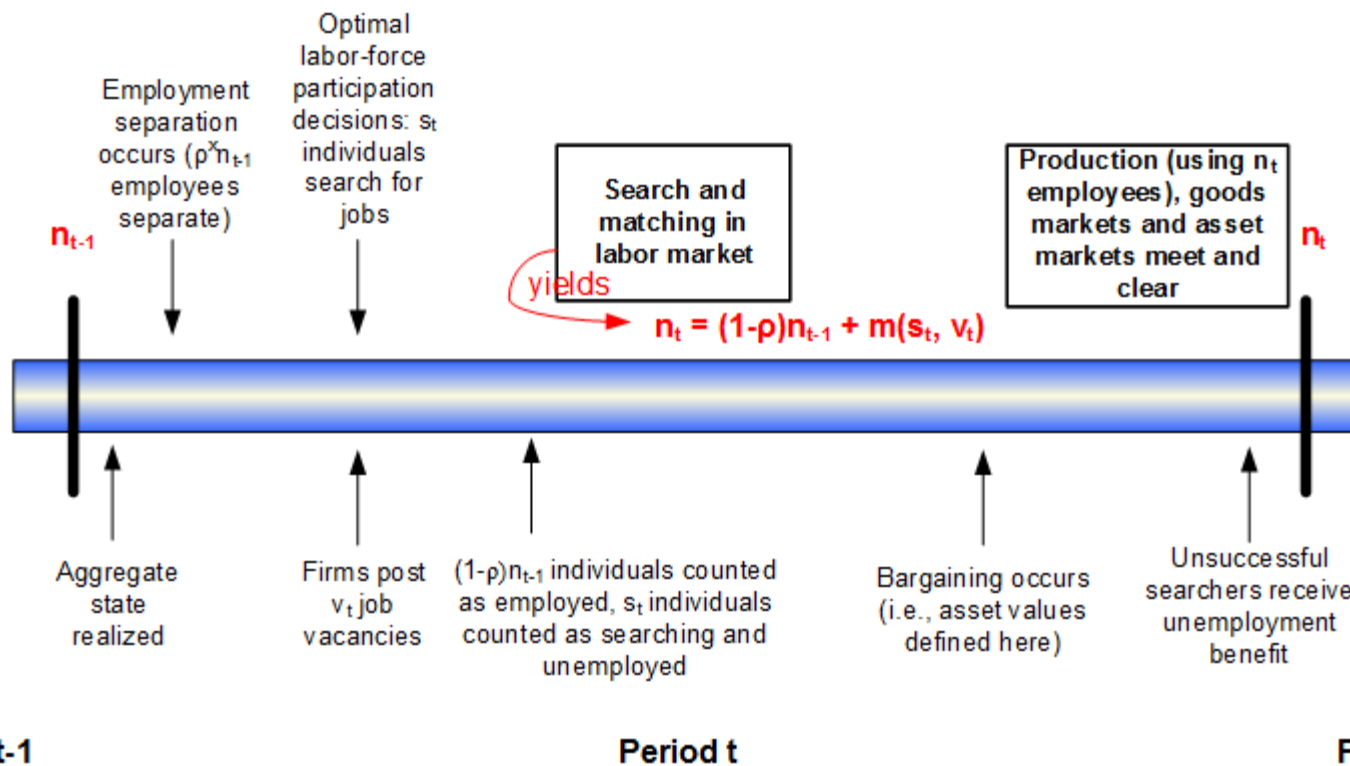 Optimal
labor-force
participation
decisions: sₜ
individuals
search for
jobs
Employment
separation
occurs (ρˣnₜ₋₁
employees
separate)
nₜ₋₁
Search and
matching in
labor market
yields
nₜ = (1-ρ)nₜ₋₁ + m(sₜ, vₜ)
Production (using nₜ
employees), goods
markets and asset
markets meet and
clear
nₜ
Aggregate
state
realized
Firms post
vₜ job
vacancies
(1-ρ)nₜ₋₁ individuals counted
as employed, sₜ individuals
counted as searching and
unemployed
Bargaining occurs
(i.e., asset values
defined here)
Unsuccessful
searchers receive
unemployment
benefit
t-1
Period t